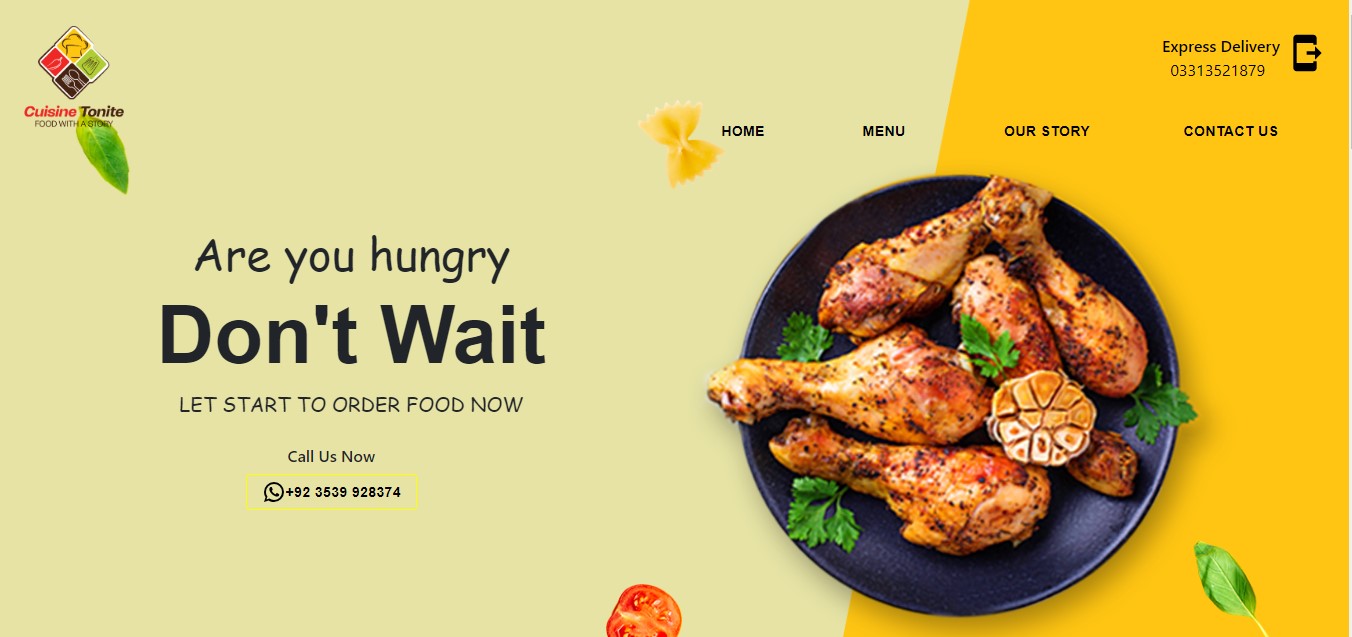 Cuisine Tonite
FOOD WITH A STORY
Express Delivery
03313521879
HOME
MENU
OUR STORY
CONTACT US
Are you hungry
Don't Wait
LET START TO ORDER FOOD NOW
Call Us Now
+92 3539 928374